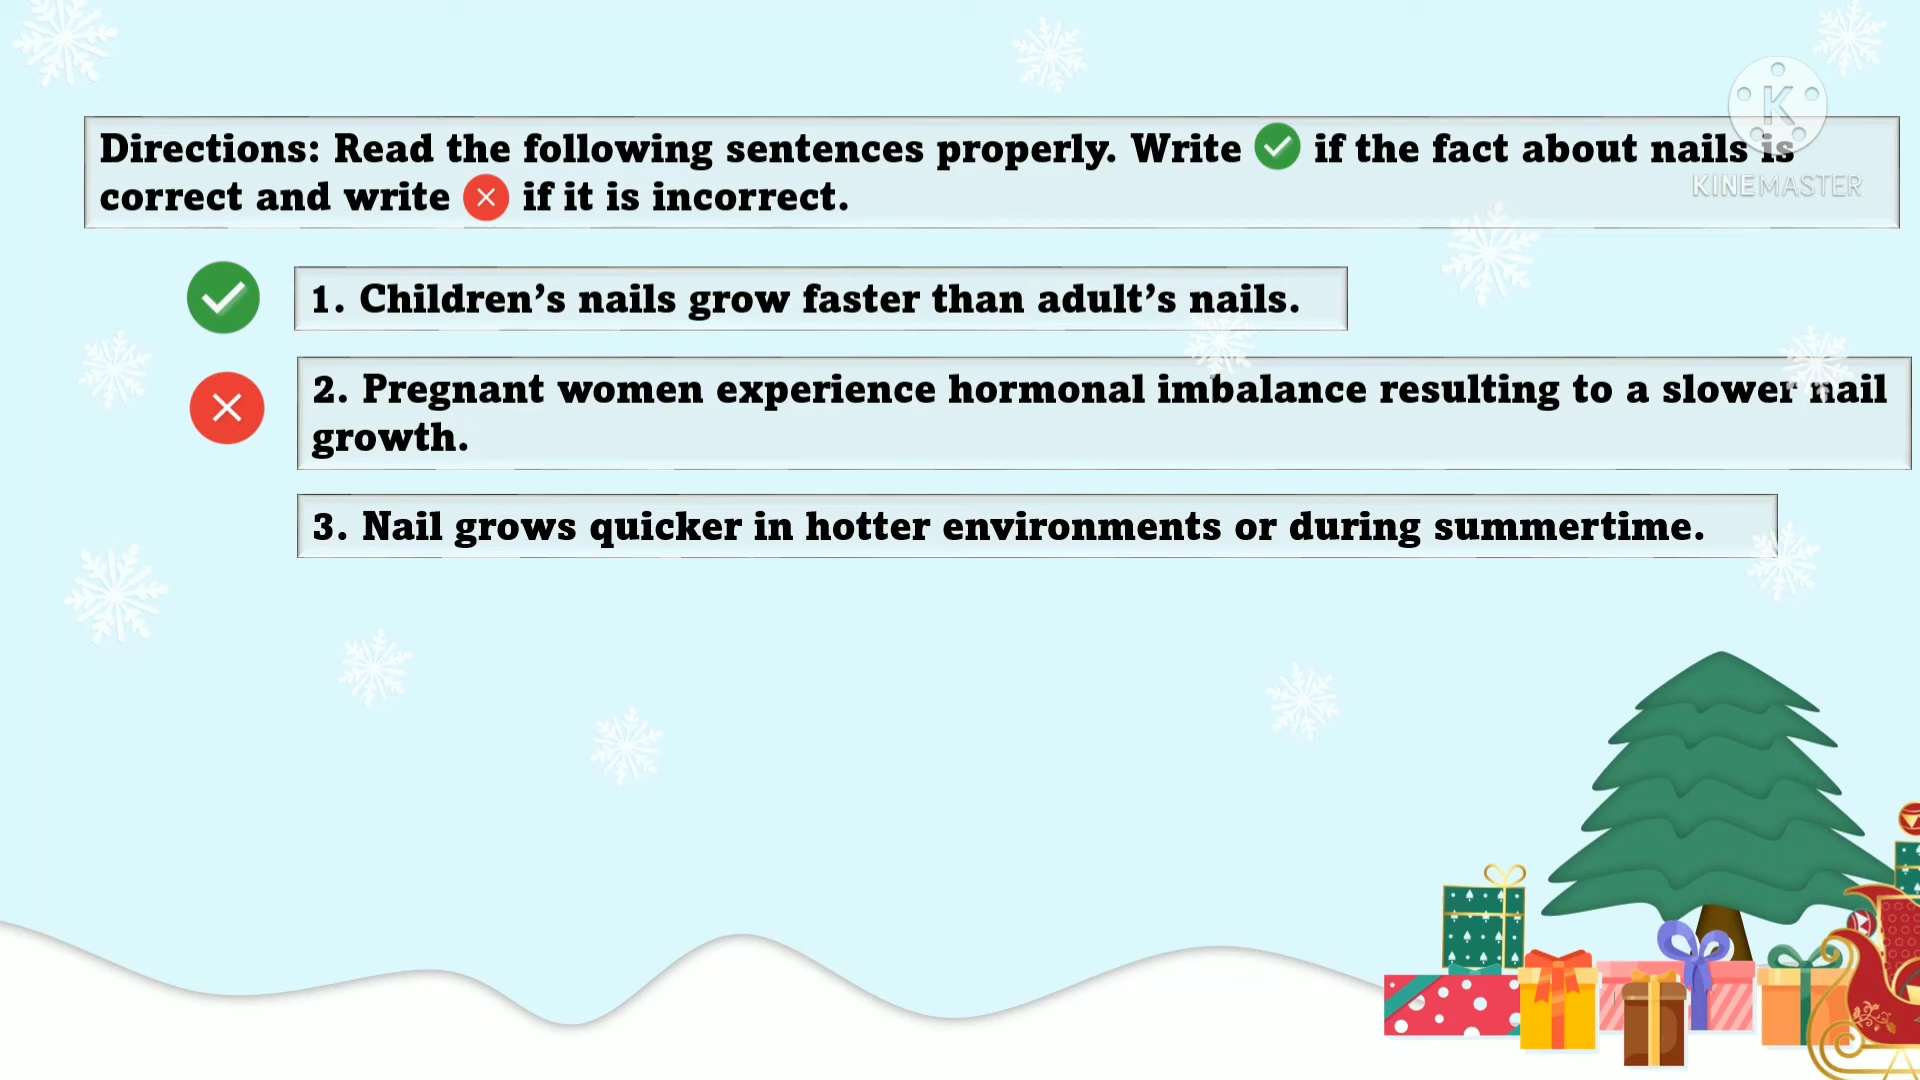 Directions: Read the following sentences properly. Write if the fact about nails is
correct and write if it is incorrect.
K
KINEMASTER
1. Children’s nails grow faster than adult’s nails.
2. Pregnant women experience hormonal imbalance resulting to a slower nail
growth.
3. Nail grows quicker in hotter environments or during summertime.